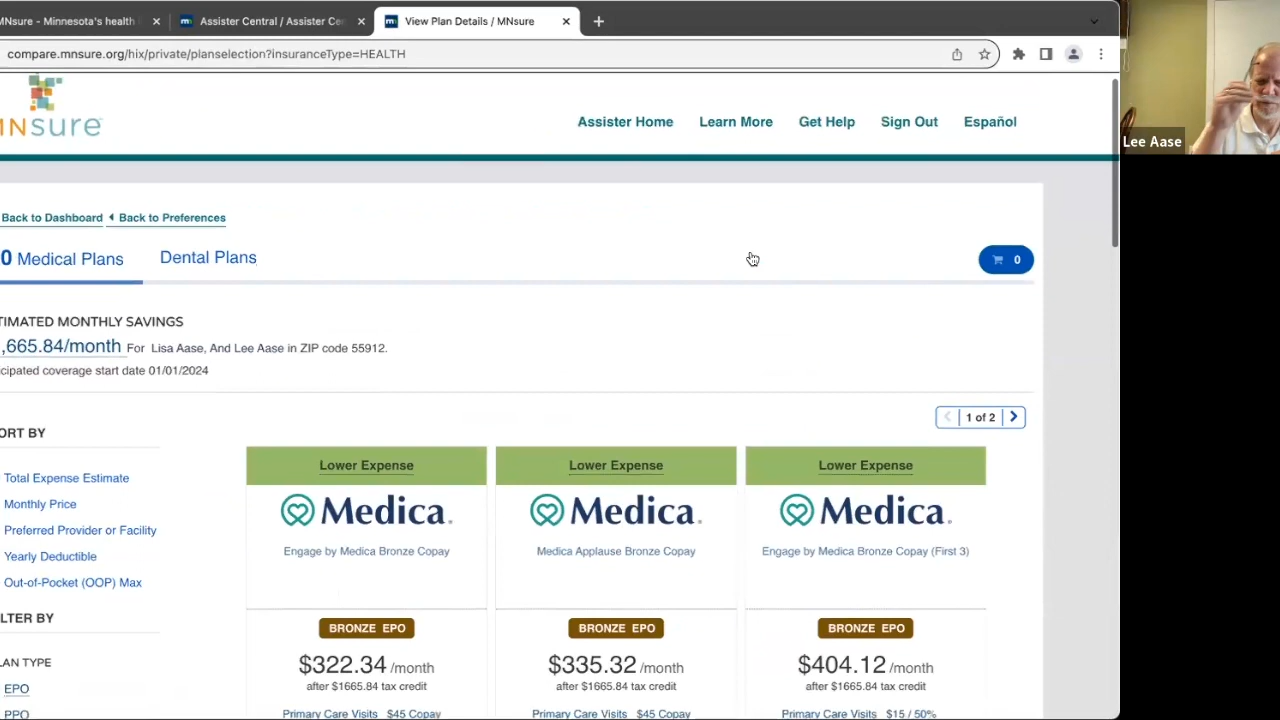 MNsure - Minnesota's health
Assister Central / Assister Cen
View Plan Details / MNsure
compare.mnsure.org/hix/private/planselection?insuranceType=HEALTH
Lee Aase
MNsure
Assister Home Learn More Get Help Sign Out Español
Back to Dashboard Back to Preferences
0 Medical Plans Dental Plans
0
TIMATED MONTHLY SAVINGS
,665.84/month For Lisa Aase, And Lee Aase in ZIP code 55912.
cipated coverage start date 01/01/2024
1 of 2
ORT BY
Total Expense Estimate
Monthly Price
Preferred Provider or Facility
Yearly Deductible
Out-of-Pocket (OOP) Max
LTER BY
LAN TYPE
EPO
PPO
Lower Expense Lower Expense Lower Expense
Medica. Medica. Medica.
Engage by Medica Bronze Copay Medica Applause Bronze Copay Engage by Medica Bronze Copay (First 3)
BRONZE EPO BRONZE EPO BRONZE EPO
$322.34 /month $335.32 /month $404.12 /month
after $1665.84 tax credit after $1665.84 tax credit after $1665.84 tax credit
Primary Care Visits $45 Copay Primary Care Visits $45 Copay Primary Care Visits $15 / 50%